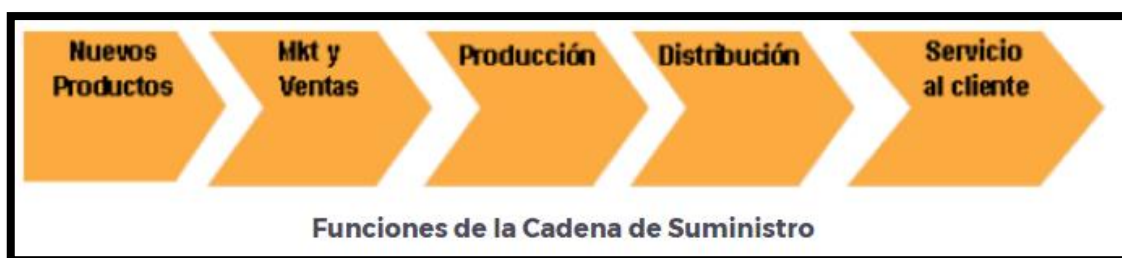 Nuevos
Productos
Mkt y
Ventas
Producción
Distribución
Servicio
al cliente
Funciones de la Cadena de Suministro